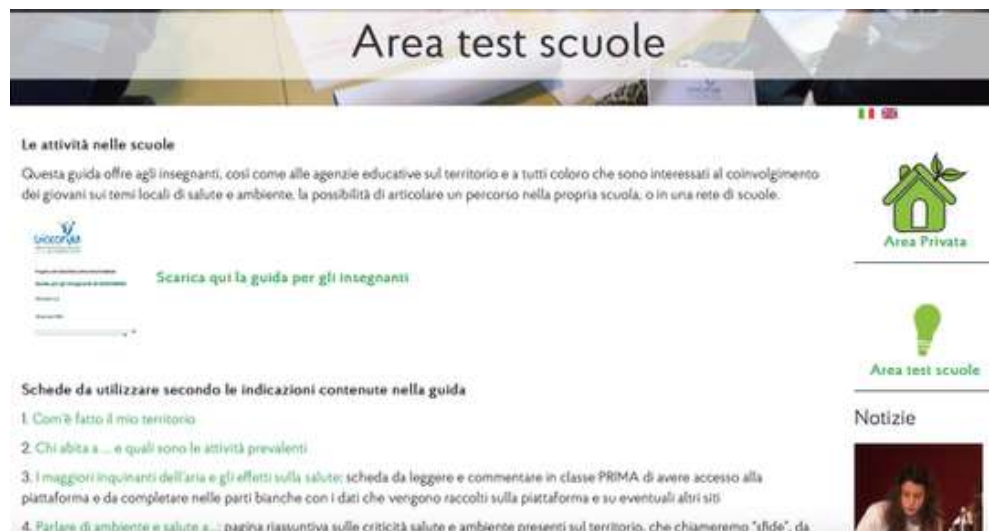 Area test scuole
Le attività nelle scuole
Questa guida offre agli insegnanti, così come alle agenzie educative sul territorio e a tutti coloro che sono interessati al coinvolgimento
dei giovani sui temi locali di salute e ambiente, la possibilità di articolare un percorso nella propria scuola, o in una rete di scuole.
Area Privata
Scarica qui la guida per gli insegnanti
Area test scuole
Schede da utilizzare secondo le indicazioni contenute nella guida
1. Com'è fatto il mio territorio
Notizie
2. Chi abita a ... e quali sono le attività prevalenti
3. I maggiori inquinanti dell'aria e gli effetti sulla salute: scheda da leggere e commentare in classe PRIMA di avere accesso alla
piattaforma e da completare nelle parti bianche con i dati che vengono raccolti sulla piattaforma e su eventuali altri siti
4. Parlare di ambiente e salute a...: pagina riassuntiva sulle criticità salute e ambiente presenti sul territorio, che chiameremo "sfide", da